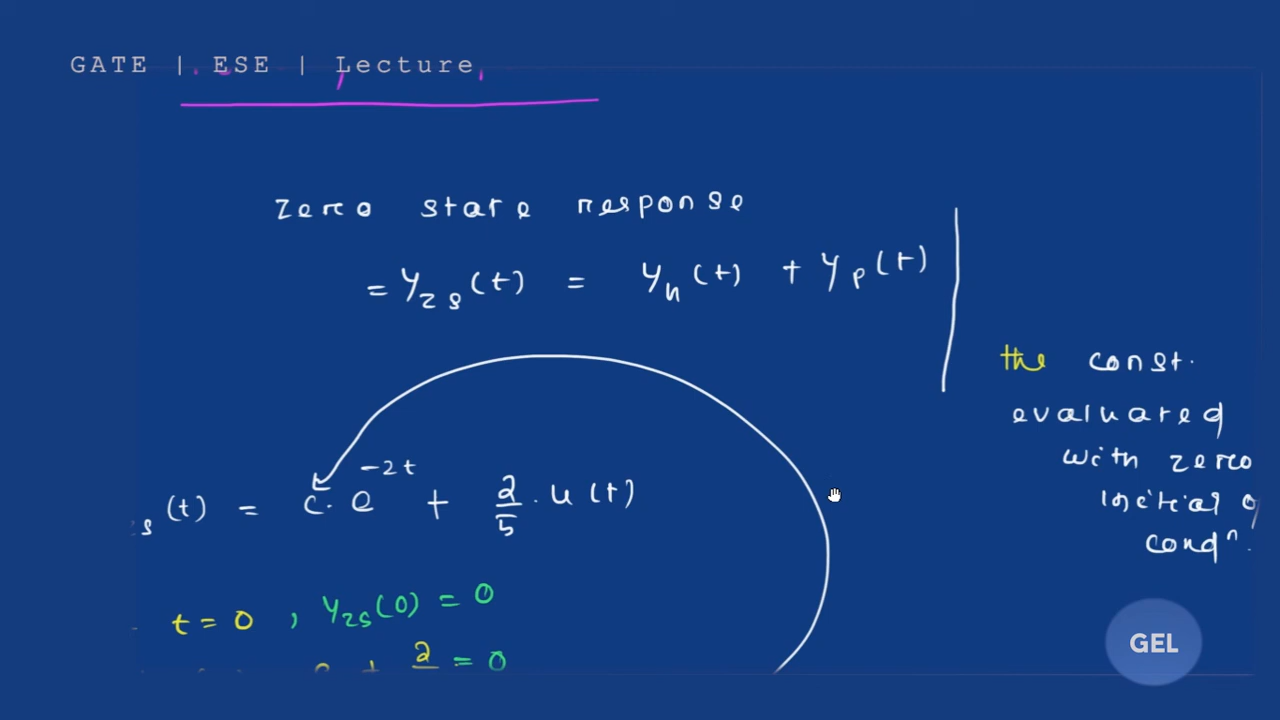 GATE | ESE | Lecture
zero state response
= y_zs(t) = y_h(t) + y_p(t)
the const.
evaluated
with zero
initial
condⁿ.
s(t) = c. e^-2t + 2/5 . u(t)
t = 0 , y_zs(0) = 0
+ 2 = 0
GEL